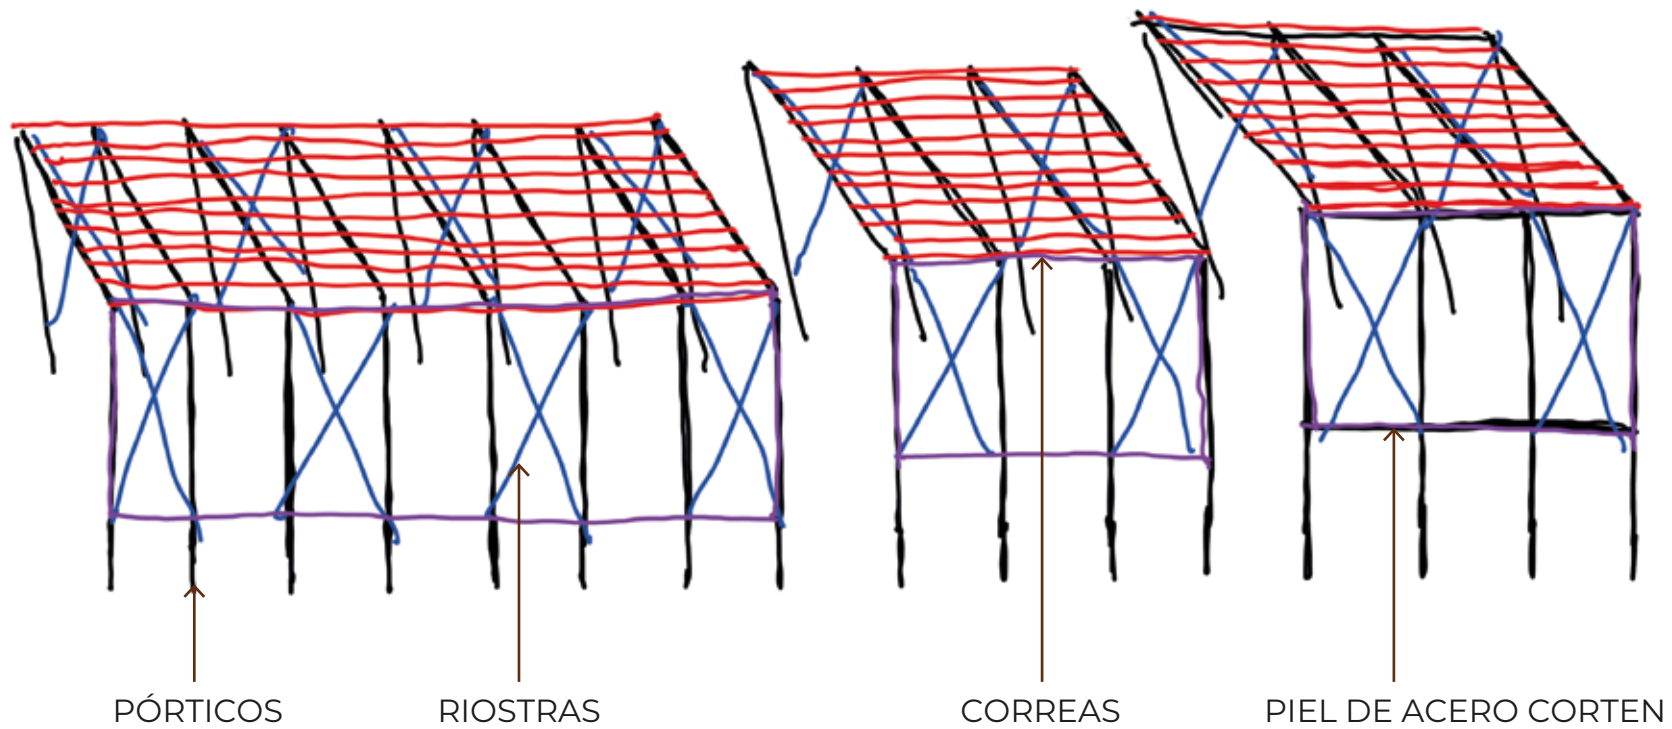 PÓRTICOS
RIOSTRAS
CORREAS
PIEL DE ACERO CORTEN